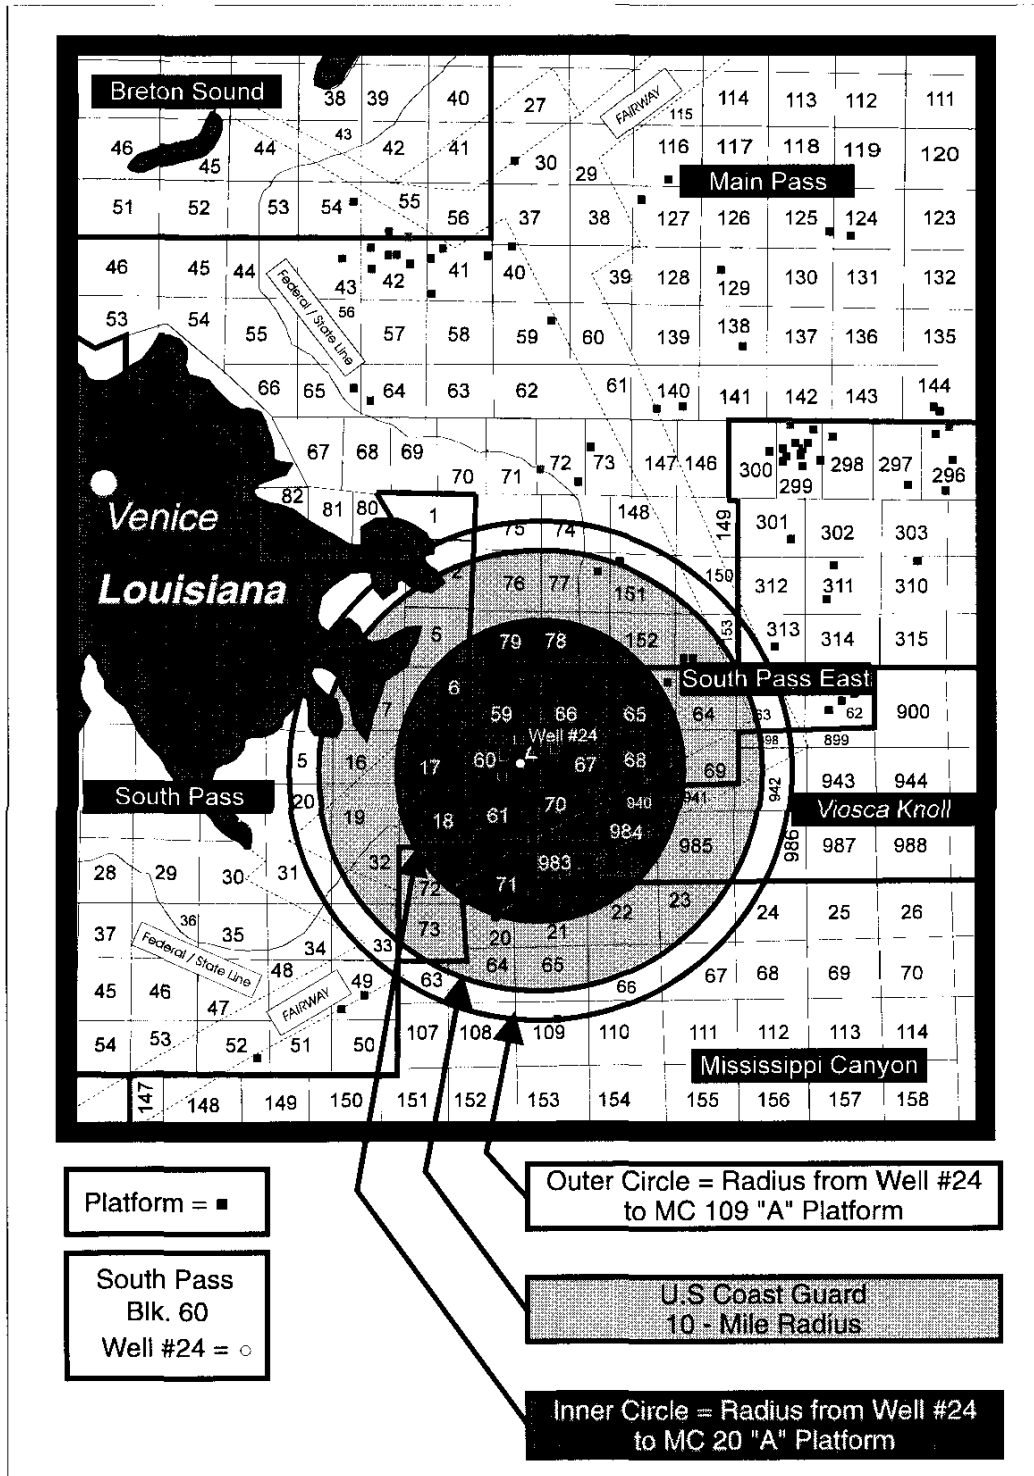 38 39 40 27 114 113 112 111
Breton Sound
FAIRWAY
115
43
46 44 42 41 116 117 118 119 120
45 30 29
Main Pass
51 52 53 54 55 56 37 38 127 126 125 124 123
46 45 44 43 42 41 40 39 128 129 130 131 132
Federal / State Line
56
53 54 55 57 58 59 60 139 138 137 136 135
66 65 64 63 62 61 140 141 142 143 144
67 68 69 70 71 72 73 147 146 300 299 298 297 296
82 81 80 1 75 74 148 149 301 302 303
Venice
Louisiana
2 76 77 151 150 312 311 310
5 79 78 152 153 313 314 315
South Pass East
6 7 59 66 65 64 63 62 900
Well #24
898 899
5 16 17 60 67 68 69 942 943 944
South Pass
Viosca Knoll
20 19 18 61 70 940 941
984 985 986 987 988
28 29 30 31 32 72 71 983
22 23 24 25 26
36
37 35 34 33 73 20 21
Federal / State Line
48 49 63 64 65 66 67 68 69 70
45 46 47
FAIRWAY
54 53 52 51 50 107 108 109 110 111 112 113 114
Mississippi Canyon
147 148 149 150 151 152 153 154 155 156 157 158
Platform = ■
South Pass
Blk. 60
Well #24 = ○
Outer Circle = Radius from Well #24
to MC 109 "A" Platform
U.S Coast Guard
10 - Mile Radius
Inner Circle = Radius from Well #24
to MC 20 "A" Platform